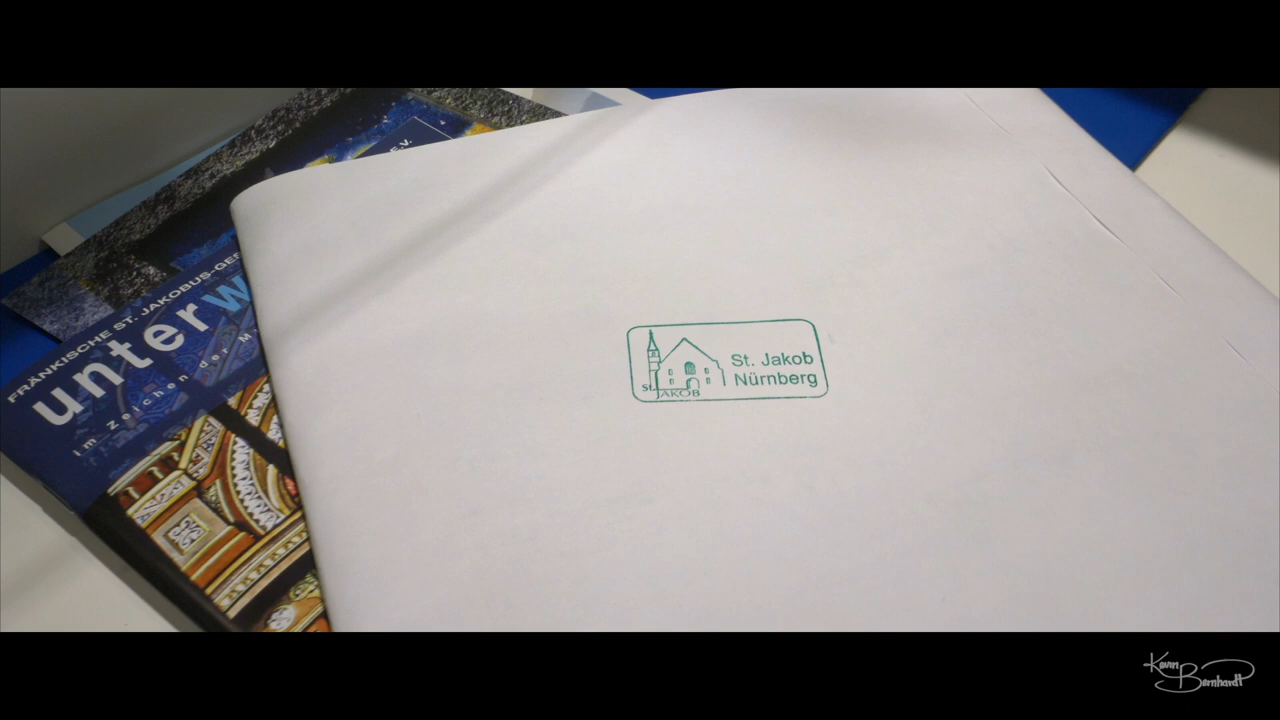 E.V.
FRÄNKISCHE ST. JAKOBUS-GES
unterw
im Zeichen der M
St. Jakob
Nürnberg
St.
JAKOB
Kevin
Bernhardt